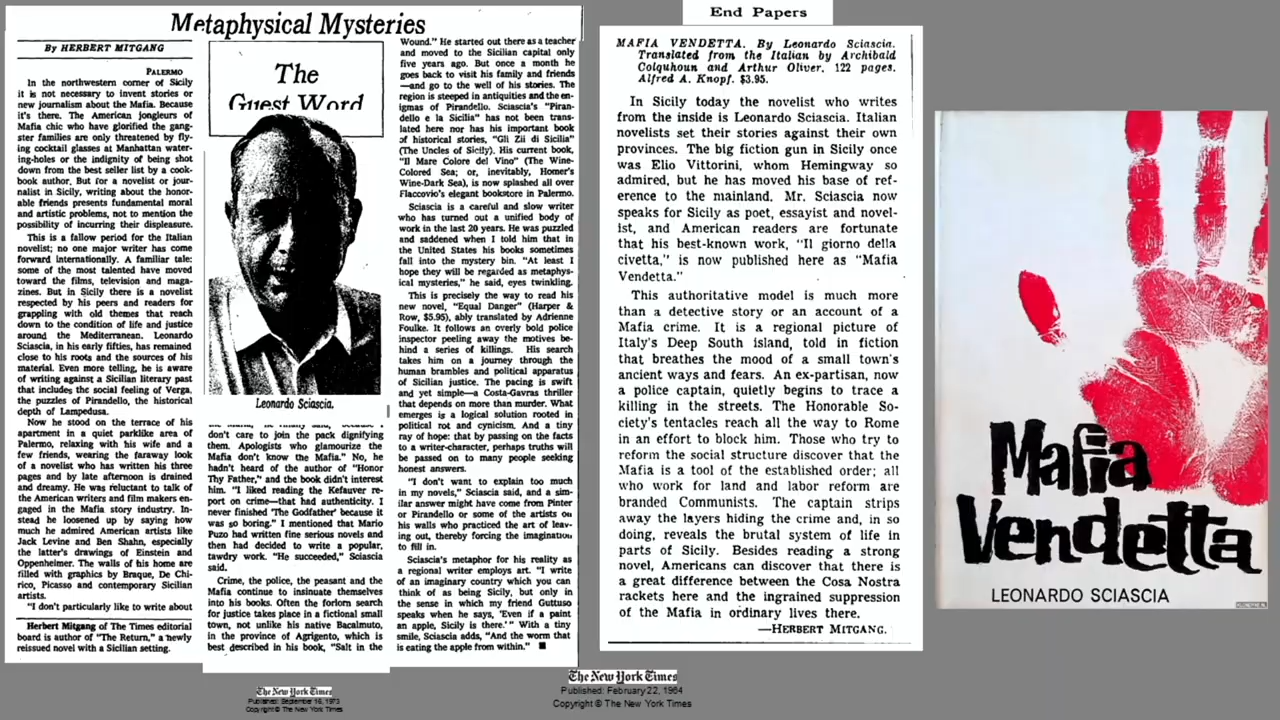 Metaphysical Mysteries
By HERBERT MITGANG
PALERMO
In the northwestern corner of Sicily
it is not necessary to invent stories or
new journalism about the Mafia. Because
it's there. The American jongleurs of
Mafia chic who have glorified the gang-
ster families are only threatened by fly-
ing cocktail glasses at Manhattan water-
ing-holes or the indignity of being shot
down from the best seller list by a cook-
book author. But for a novelist or jour-
nalist in Sicily, writing about the honor-
able friends presents fundamental moral
and artistic problems, not to mention the
possibility of incurring their displeasure.
This is a fallow period for the Italian
novelist; no one major writer has come
forward internationally. A familiar tale:
some of the most talented have moved
toward the films, television and maga-
zines. But in Sicily there is a novelist
respected by his peers and readers for
grappling with old themes that reach
down to the condition of life and justice
around the Mediterranean. Leonardo
Sciascia, in his early fifties, has remained
close to his roots and the sources of his
material. Even more telling, he is aware
of writing against a Sicilian literary past
that includes the social feeling of Verga,
the puzzles of Pirandello, the historical
depth of Lampedusa.
Now he stood on the terrace of his
apartment in a quiet parklike area of
Palermo, relaxing with his wife and a
few friends, wearing the faraway look
of a novelist who has written his three
pages and by late afternoon is drained
and dreamy. He was reluctant to talk of
the American writers and film makers en-
gaged in the Mafia story industry. In-
stead he loosened up by saying how
much he admired American artists like
Jack Levine and Ben Shahn, especially
the latter's drawings of Einstein and
Oppenheimer. The walls of his home are
filled with graphics by Braque, De Chi-
rico, Picasso and contemporary Sicilian
artists.
"I don't particularly like to write about
Herbert Mitgang of The Times editorial
board is author of "The Return," a newly
reissued novel with a Sicilian setting.
The
Guest Word
Leonardo Sciascia.
don't care to join the pack dignifying
them. Apologists who glamourize the
Mafia don't know the Mafia." No, he
hadn't heard of the author of "Honor
Thy Father," and the book didn't interest
him. "I liked reading the Kefauver re-
port on crime—that had authenticity. I
never finished 'The Godfather' because it
was so boring." I mentioned that Mario
Puzo had written fine serious novels and
then had decided to write a popular,
tawdry work. "He succeeded," Sciascia
said.
Crime, the police, the peasant and the
Mafia continue to insinuate themselves
into his books. Often the forlorn search
for justice takes place in a fictional small
town, not unlike his native Bacalmuto,
in the province of Agrigento, which is
best described in his book, "Salt in the
Wound." He started out there as a teacher
and moved to the Sicilian capital only
five years ago. But once a month he
goes back to visit his family and friends
—and go to the well of his stories. The
region is steeped in antiquities and the en-
igmas of Pirandello. Sciascia's "Piran-
dello e la Sicilia" has not been trans-
lated here nor has his important book
of historical stories, "Gli Zii di Sicilia"
(The Uncles of Sicily). His current book,
"Il Mare Colore del Vino" (The Wine-
Colored Sea; or, inevitably, Homer's
Wine-Dark Sea), is now splashed all over
Flaccovio's elegant bookstore in Palermo.
Sciascia is a careful and slow writer
who has turned out a unified body of
work in the last 20 years. He was puzzled
and saddened when I told him that in
the United States his books sometimes
fall into the mystery bin. "At least I
hope they will be regarded as metaphys-
ical mysteries," he said, eyes twinkling.
This is precisely the way to read his
new novel, "Equal Danger" (Harper &
Row, $5.95), ably translated by Adrienne
Foulke. It follows an overly bold police
inspector peeling away the motives be-
hind a series of killings. His search
takes him on a journey through the
human brambles and political apparatus
of Sicilian justice. The pacing is swift
and yet simple—a Costa-Gavras thriller
that depends on more than murder. What
emerges is a logical solution rooted in
political rot and cynicism. And a tiny
ray of hope: that by passing on the facts
to a writer-character, perhaps truths will
be passed on to many people seeking
honest answers.
"I don't want to explain too much
in my novels," Sciascia said, and a sim-
ilar answer might have come from Pinter
or Pirandello or some of the artists on
his walls who practiced the art of leav-
ing out, thereby forcing the imagination
to fill in.
Sciascia's metaphor for his reality as
a regional writer employs art. "I write
of an imaginary country which you can
think of as being Sicily, but only in
the sense in which my friend Guttuso
speaks when he says, 'Even if a paint
an apple, Sicily is there.'" With a tiny
smile, Sciascia adds, "And the worm that
is eating the apple from within." ■
The New York Times
Published: September 16, 1973
Copyright © The New York Times
End Papers
MAFIA VENDETTA. By Leonardo Sciascia.
Translated from the Italian by Archibald
Colquhoun and Arthur Oliver. 122 pages.
Alfred A. Knopf. $3.95.
In Sicily today the novelist who writes
from the inside is Leonardo Sciascia. Italian
novelists set their stories against their own
provinces. The big fiction gun in Sicily once
was Elio Vittorini, whom Hemingway so
admired, but he has moved his base of ref-
erence to the mainland. Mr. Sciascia now
speaks for Sicily as poet, essayist and novel-
ist, and American readers are fortunate
that his best-known work, "Il giorno della
civetta," is now published here as "Mafia
Vendetta."
This authoritative model is much more
than a detective story or an account of a
Mafia crime. It is a regional picture of
Italy's Deep South island, told in fiction
that breathes the mood of a small town's
ancient ways and fears. An ex-partisan, now
a police captain, quietly begins to trace a
killing in the streets. The Honorable So-
ciety's tentacles reach all the way to Rome
in an effort to block him. Those who try to
reform the social structure discover that the
Mafia is a tool of the established order; all
who work for land and labor reform are
branded Communists. The captain strips
away the layers hiding the crime and, in so
doing, reveals the brutal system of life in
parts of Sicily. Besides reading a strong
novel, Americans can discover that there is
a great difference between the Cosa Nostra
rackets here and the ingrained suppression
of the Mafia in ordinary lives there.
—HERBERT MITGANG.
The New York Times
Published: February 22, 1964
Copyright © The New York Times
Mafia
Vendetta
LEONARDO SCIASCIA